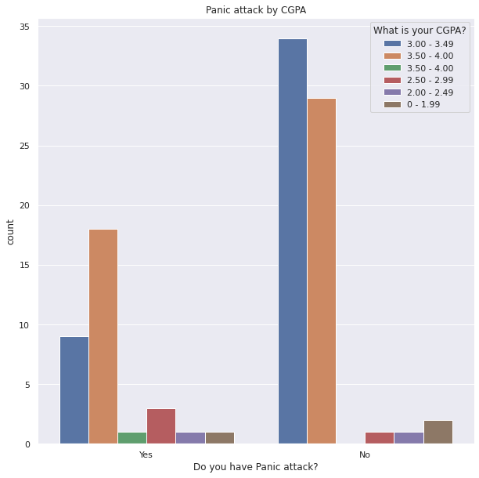 Panic attack by CGPA
What is your CGPA?
3.00 - 3.49
3.50 - 4.00
3.50 - 4.00
2.50 - 2.99
2.00 - 2.49
0 - 1.99
count
35
30
25
20
15
10
5
0
Yes
No
Do you have Panic attack?